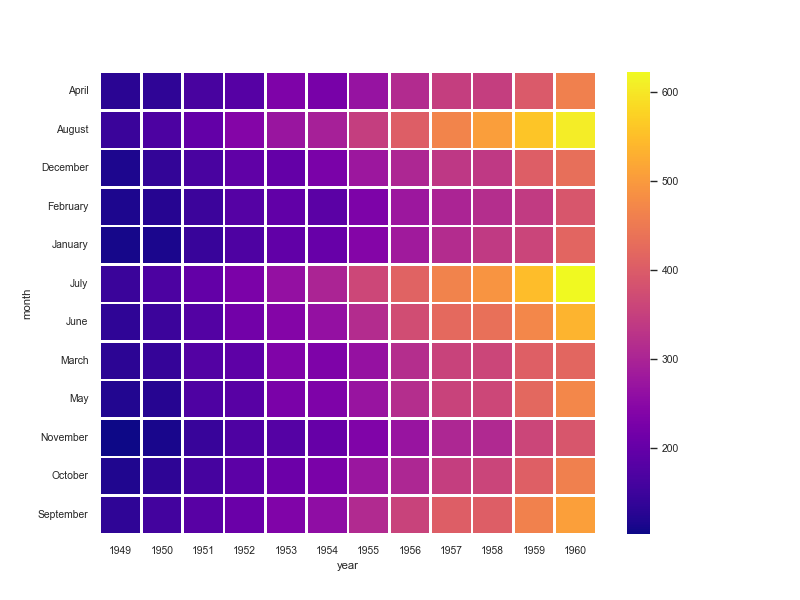 April
August
December
February
January
July
June
March
May
November
October
September
month
1949 1950 1951 1952 1953 1954 1955 1956 1957 1958 1959 1960
year
600
500
400
300
200